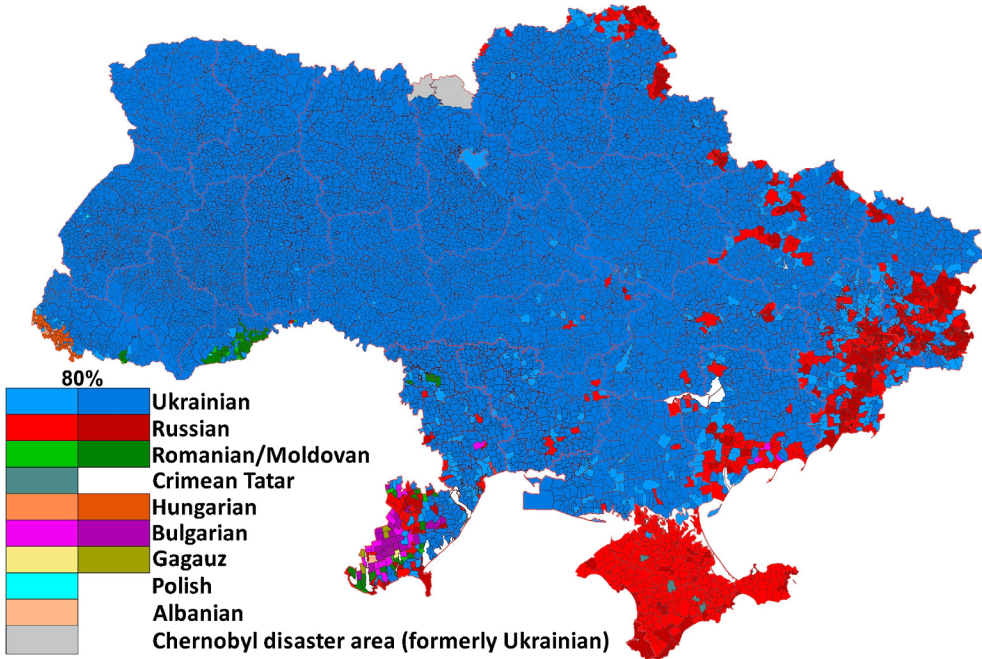 80%
Ukrainian
Russian
Romanian/Moldovan
Crimean Tatar
Hungarian
Bulgarian
Gagauz
Polish
Albanian
Chernobyl disaster area (formerly Ukrainian)